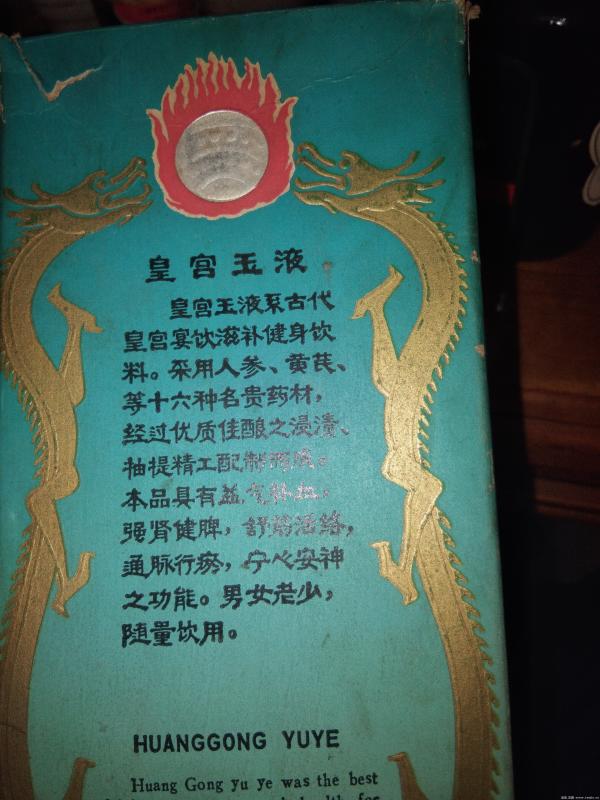 皇宫玉液
皇宫玉液系古代
皇宫宴饮滋补健身饮
料。采用人参、黄芪、
等十六种名贵药材，
经过优质佳酿之浸渍、
抽提精工配制而成。
本品具有益气补血，
强肾健脾，舒筋活络，
通脉行瘀，宁心安神
之功能。男女老少，
随量饮用。
HUANGGONG YUYE
Huang Gong yu ye was the best
health for